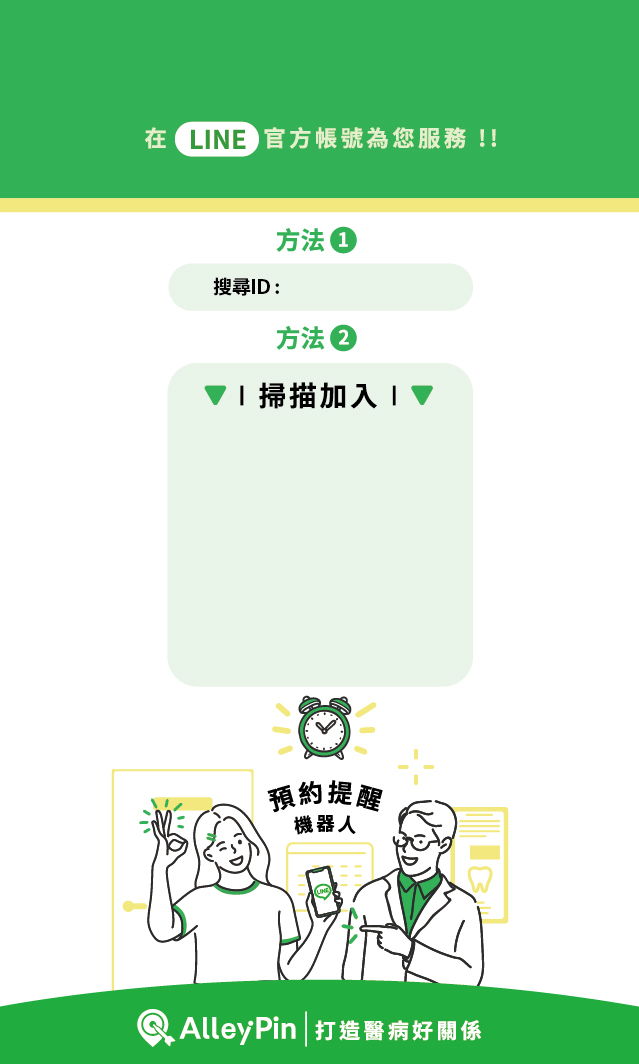 在 LINE 官方帳號為您服務 !!
方法1
搜尋ID :
方法2
掃描加入
預約提醒
機器人
LINE
AlleyPin | 打造醫病好關係